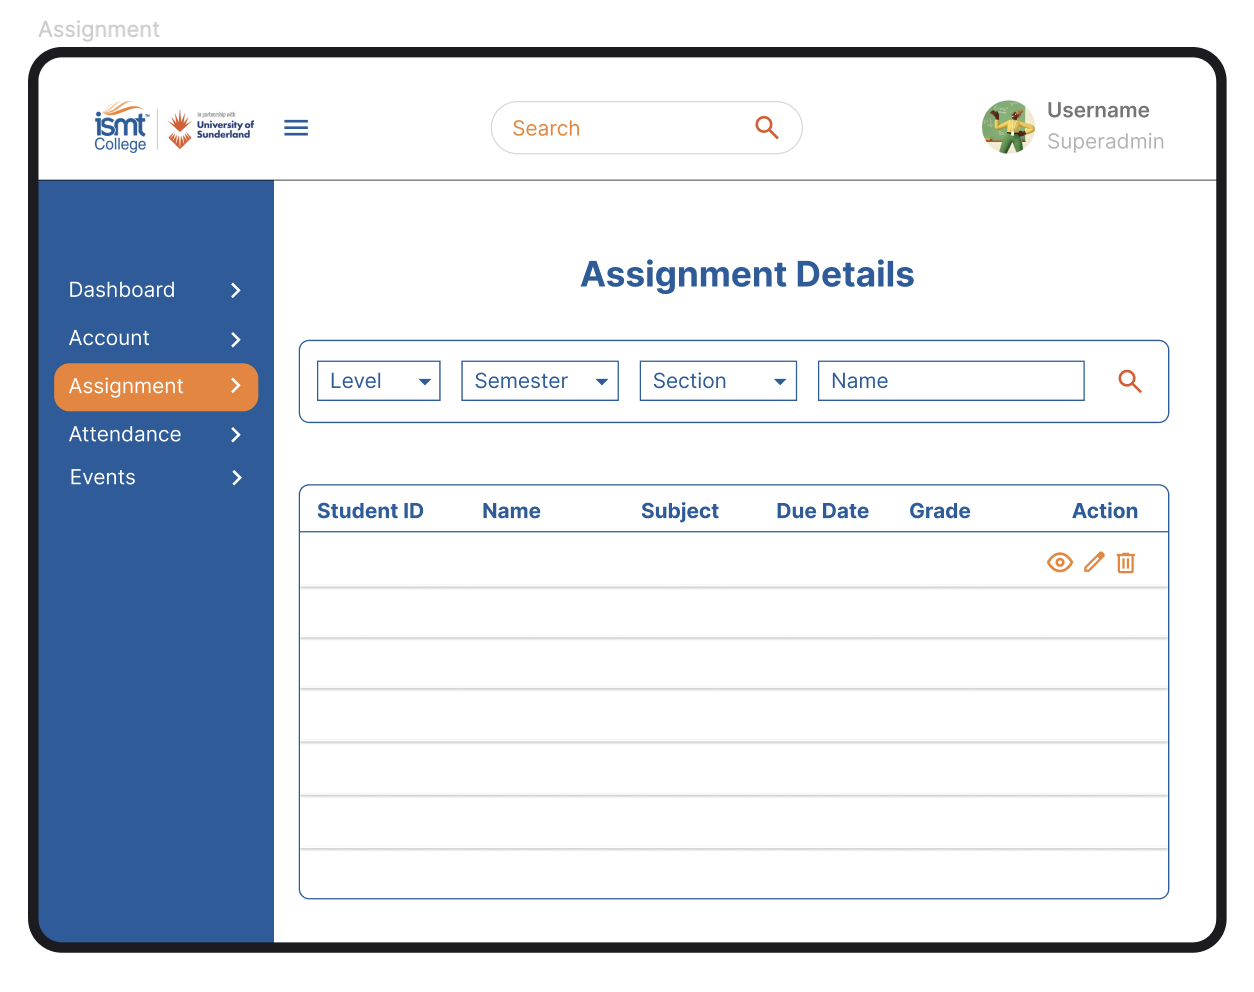 Assignment
ismt
College
in partnership with
University of
Sunderland
Search
Username
Superadmin
Dashboard
Account
Assignment
Attendance
Events
Assignment Details
Level Semester Section Name
Student ID Name Subject Due Date Grade Action